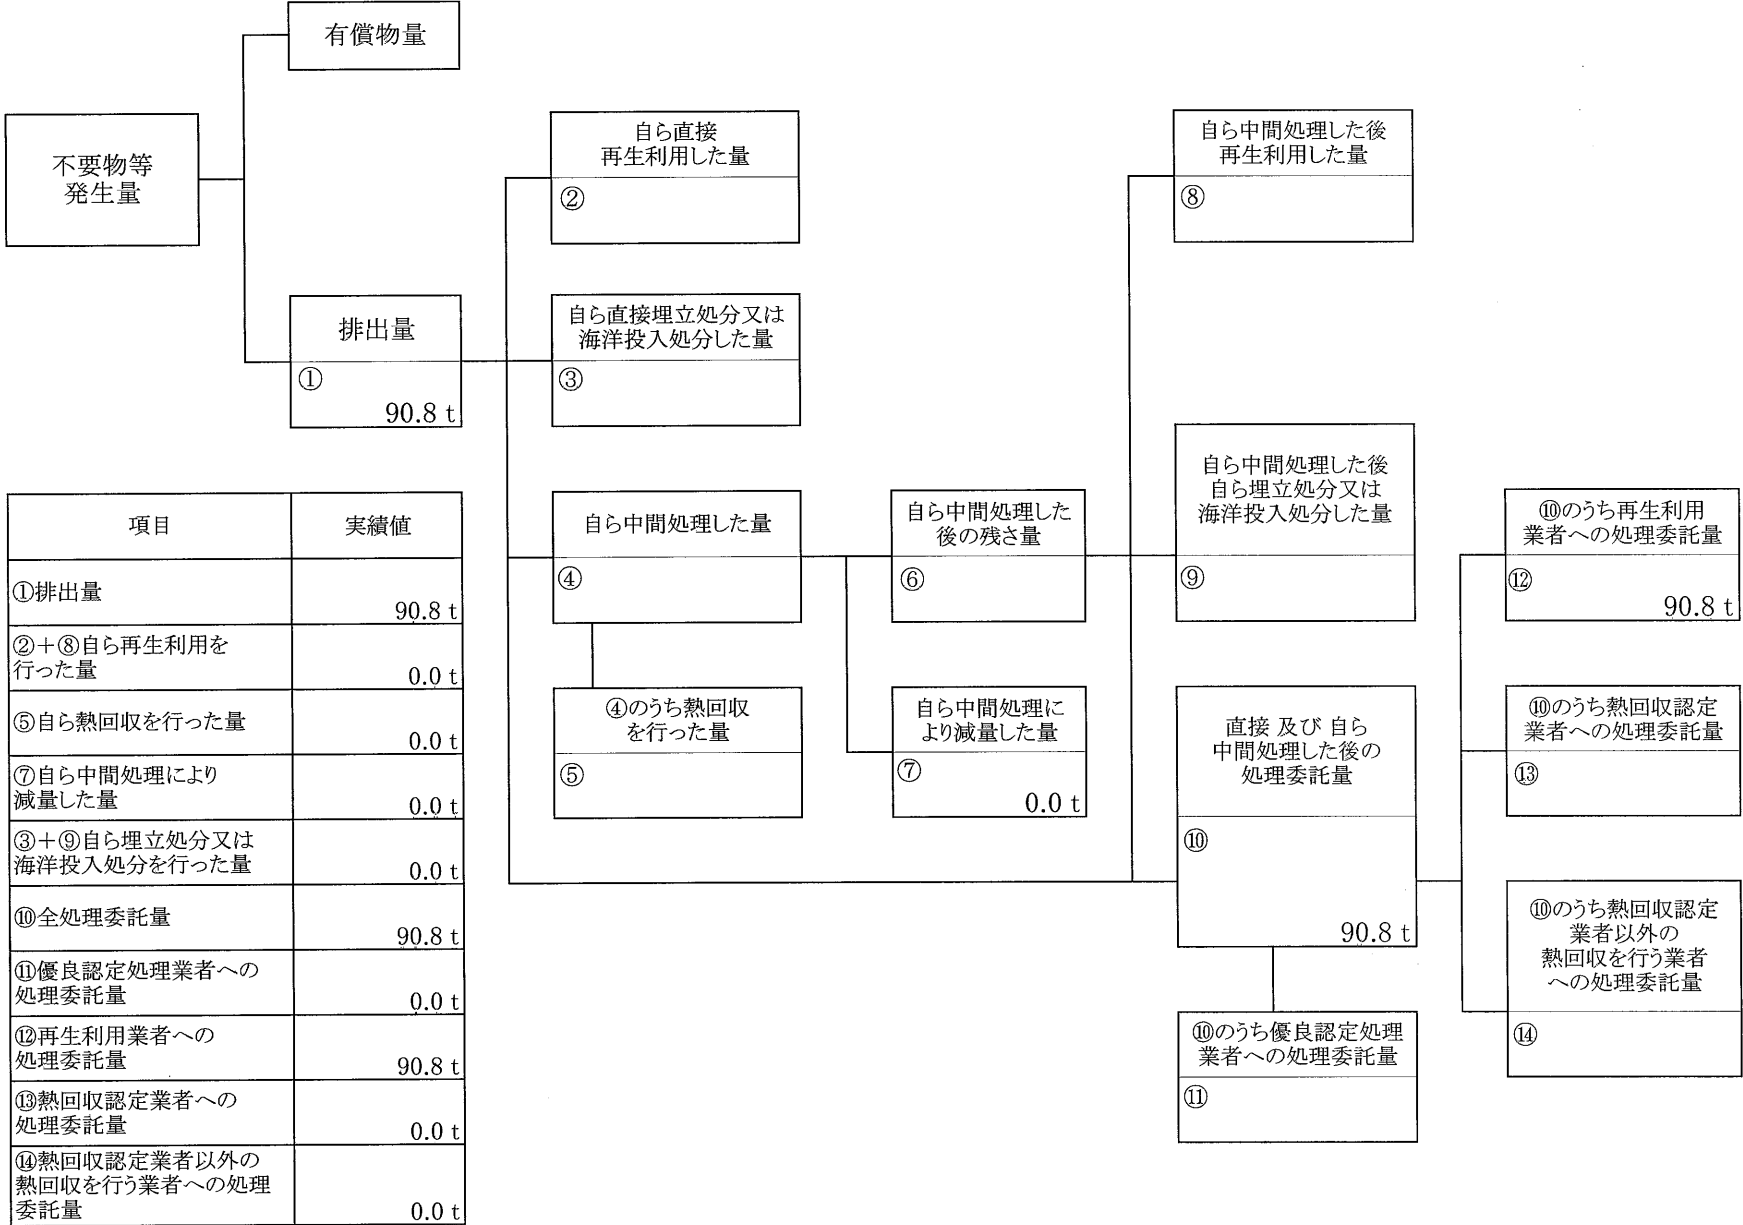 有償物量
不要物等
発生量
排出量
①
90.8 t
自ら直接
再生利用した量
②
自ら直接埋立処分又は
海洋投入処分した量
③
自ら中間処理した量
④
④のうち熱回収
を行った量
⑤
自ら中間処理した
後の残さ量
⑥
自ら中間処理に
より減量した量
⑦
0.0 t
自ら中間処理した後
再生利用した量
⑧
自ら中間処理した後
自ら埋立処分又は
海洋投入処分した量
⑨
直接 及び 自ら
中間処理した後の
処理委託量
⑩
90.8 t
⑩のうち優良認定処理
業者への処理委託量
⑪
⑩のうち再生利用
業者への処理委託量
⑫
90.8 t
⑩のうち熱回収認定
業者への処理委託量
⑬
⑩のうち熱回収認定
業者以外の
熱回収を行う業者
への処理委託量
⑭
項目 実績値
①排出量
90.8 t
②+⑧自ら再生利用を
行った量
0.0 t
⑤自ら熱回収を行った量
0.0 t
⑦自ら中間処理により
減量した量
0.0 t
③+⑨自ら埋立処分又は
海洋投入処分を行った量
0.0 t
⑩全処理委託量
90.8 t
⑪優良認定処理業者への
処理委託量
0.0 t
⑫再生利用業者への
処理委託量
90.8 t
⑬熱回収認定業者への
処理委託量
0.0 t
⑭熱回収認定業者以外の
熱回収を行う業者への処理
委託量
0.0 t